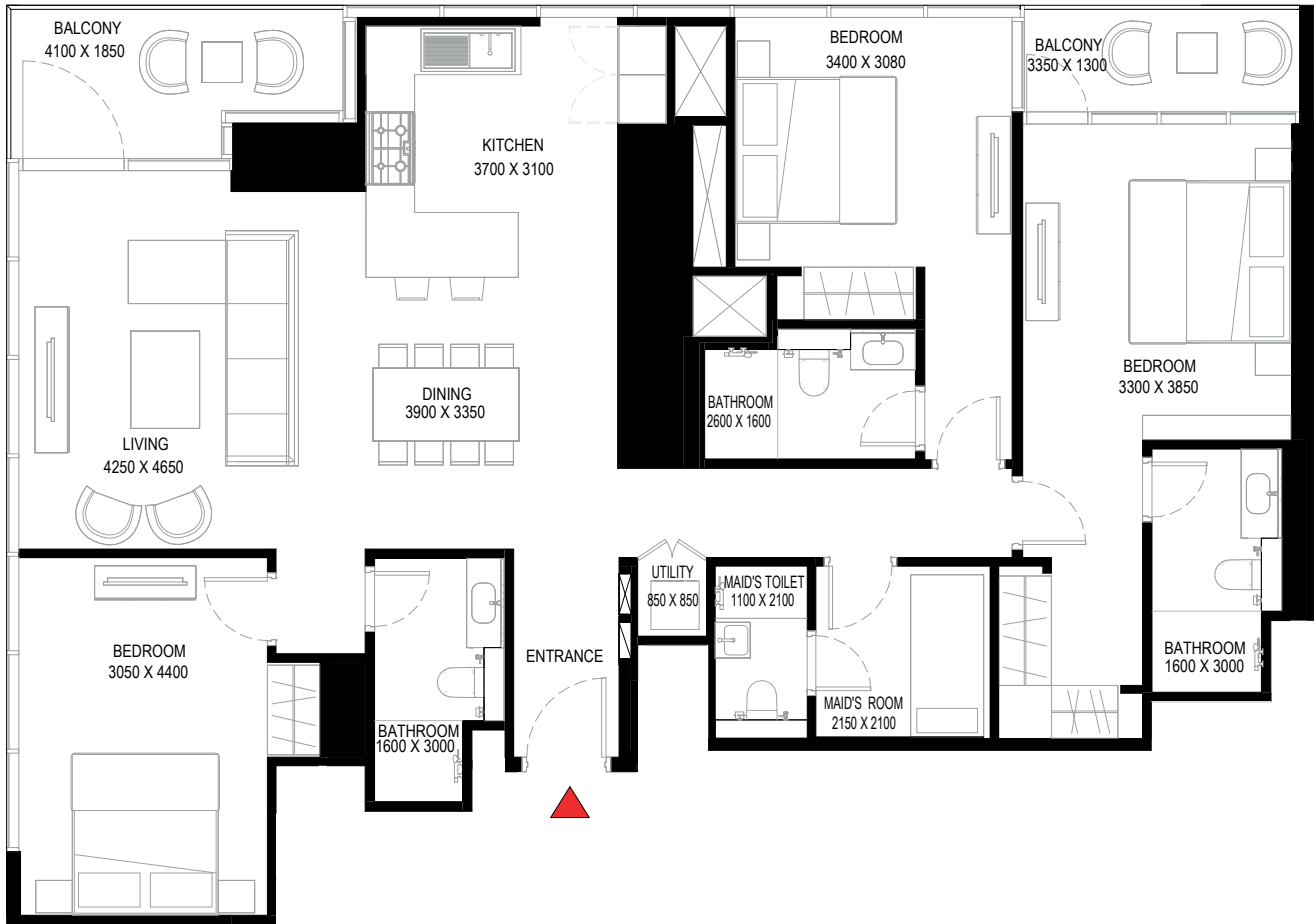 BALCONY
4100 X 1850
KITCHEN
3700 X 3100
BEDROOM
3400 X 3080
BALCONY
3350 X 1300
LIVING
4250 X 4650
DINING
3900 X 3350
BATHROOM
2600 X 1600
BEDROOM
3300 X 3850
BEDROOM
3050 X 4400
BATHROOM
1600 X 3000
ENTRANCE
UTILITY
850 X 850
MAID'S TOILET
1100 X 2100
MAID'S ROOM
2150 X 2100
BATHROOM
1600 X 3000